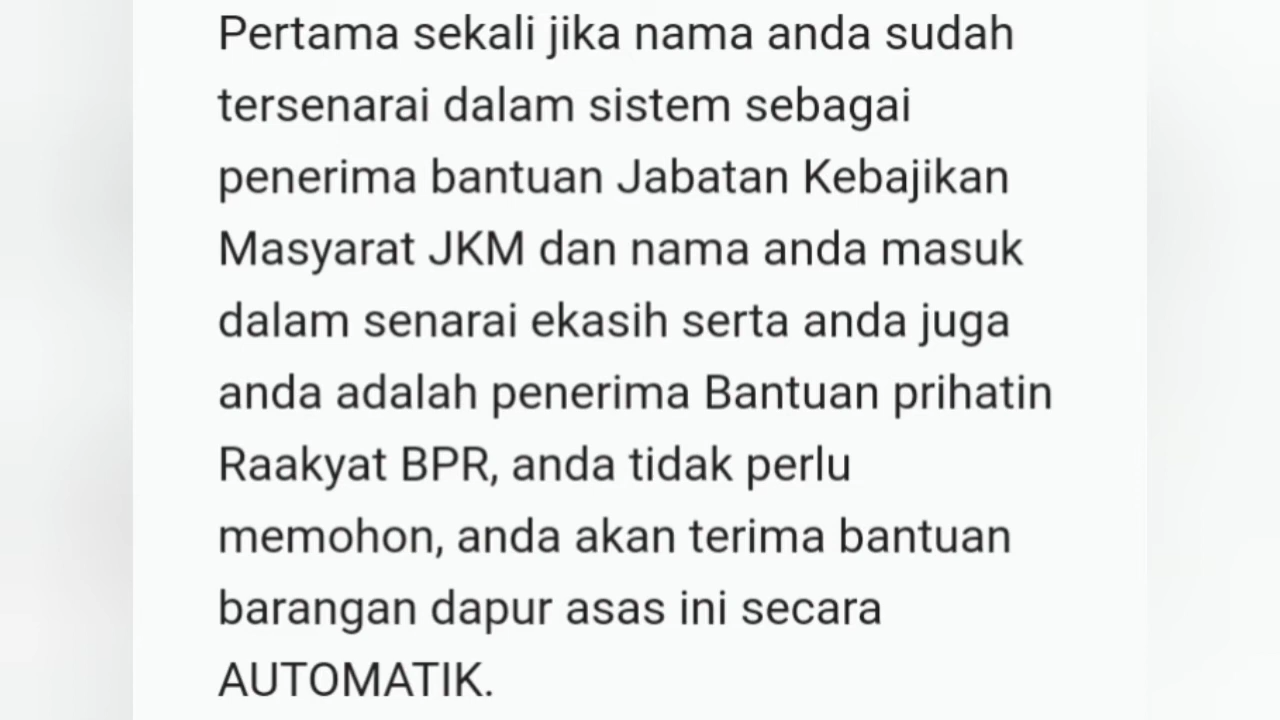 Pertama sekali jika nama anda sudah
tersenarai dalam sistem sebagai
penerima bantuan Jabatan Kebajikan
Masyarat JKM dan nama anda masuk
dalam senarai ekasih serta anda juga
anda adalah penerima Bantuan prihatin
Raakyat BPR, anda tidak perlu
memohon, anda akan terima bantuan
barangan dapur asas ini secara
AUTOMATIK.